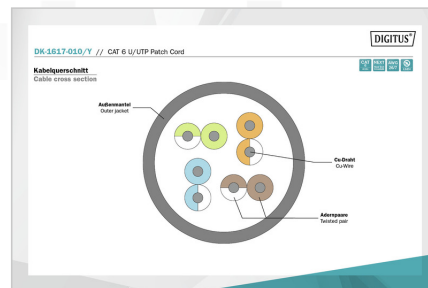 DIGITUS®
DK-1617-010/Y // CAT 6 U/UTP Patch Cord
Kabelquerschnitt
Cable cross section
Außenmantel
Outer jacket
Cu-Draht
Cu-Wire
Adernpaare
Twisted pair